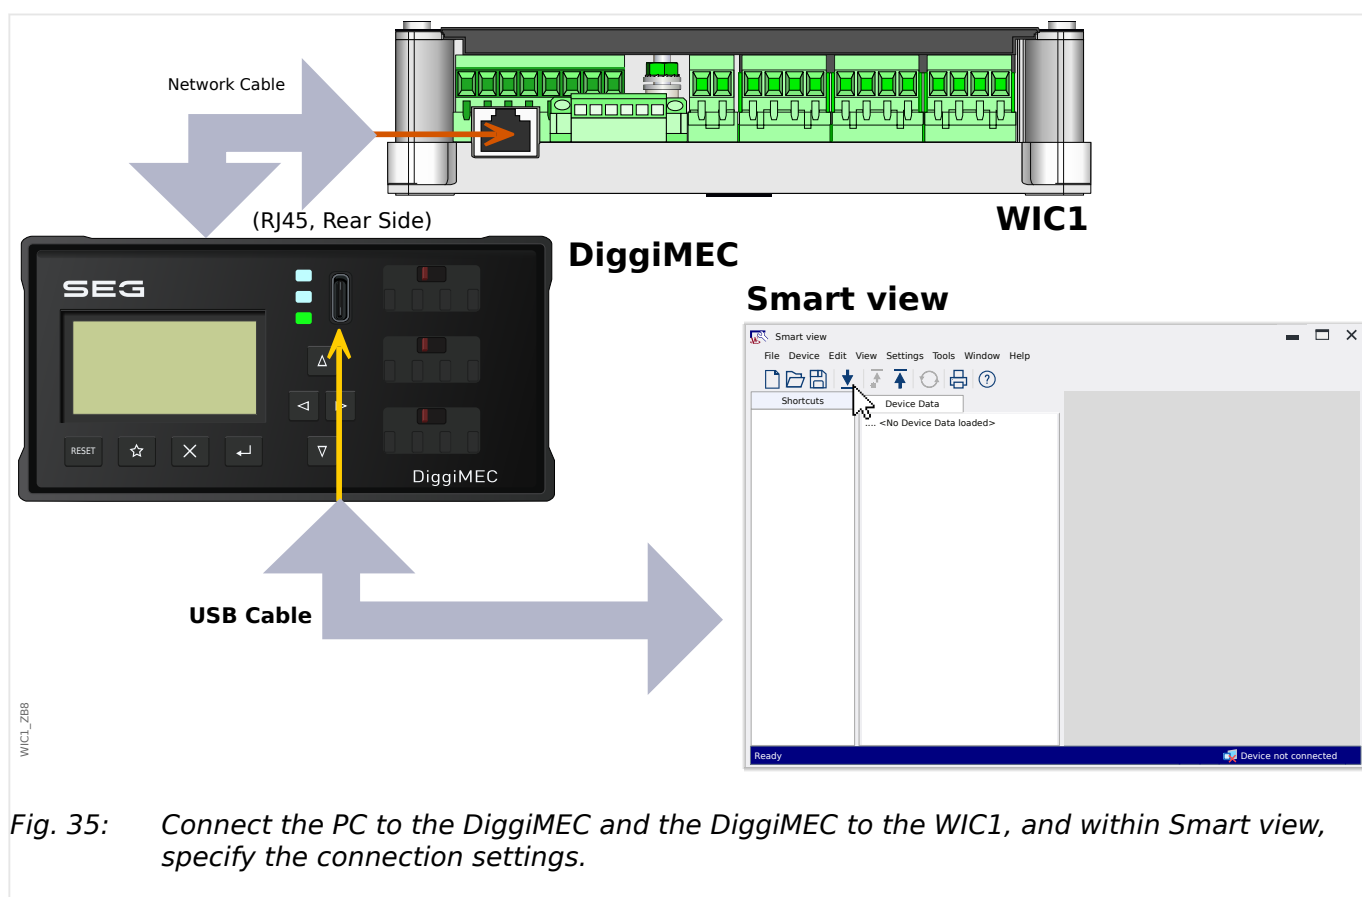 Network Cable
WIC1
(RJ45, Rear Side)
DiggiMEC
SEG
RESET
DiggiMEC
Smart view
Smart view
File Device Edit View Settings Tools Window Help
Shortcuts
Device Data
.... <No Device Data loaded>
Ready
Device not connected
USB Cable
WIC1_ZB8
Fig. 35: Connect the PC to the DiggiMEC and the DiggiMEC to the WIC1, and within Smart view,
specify the connection settings.